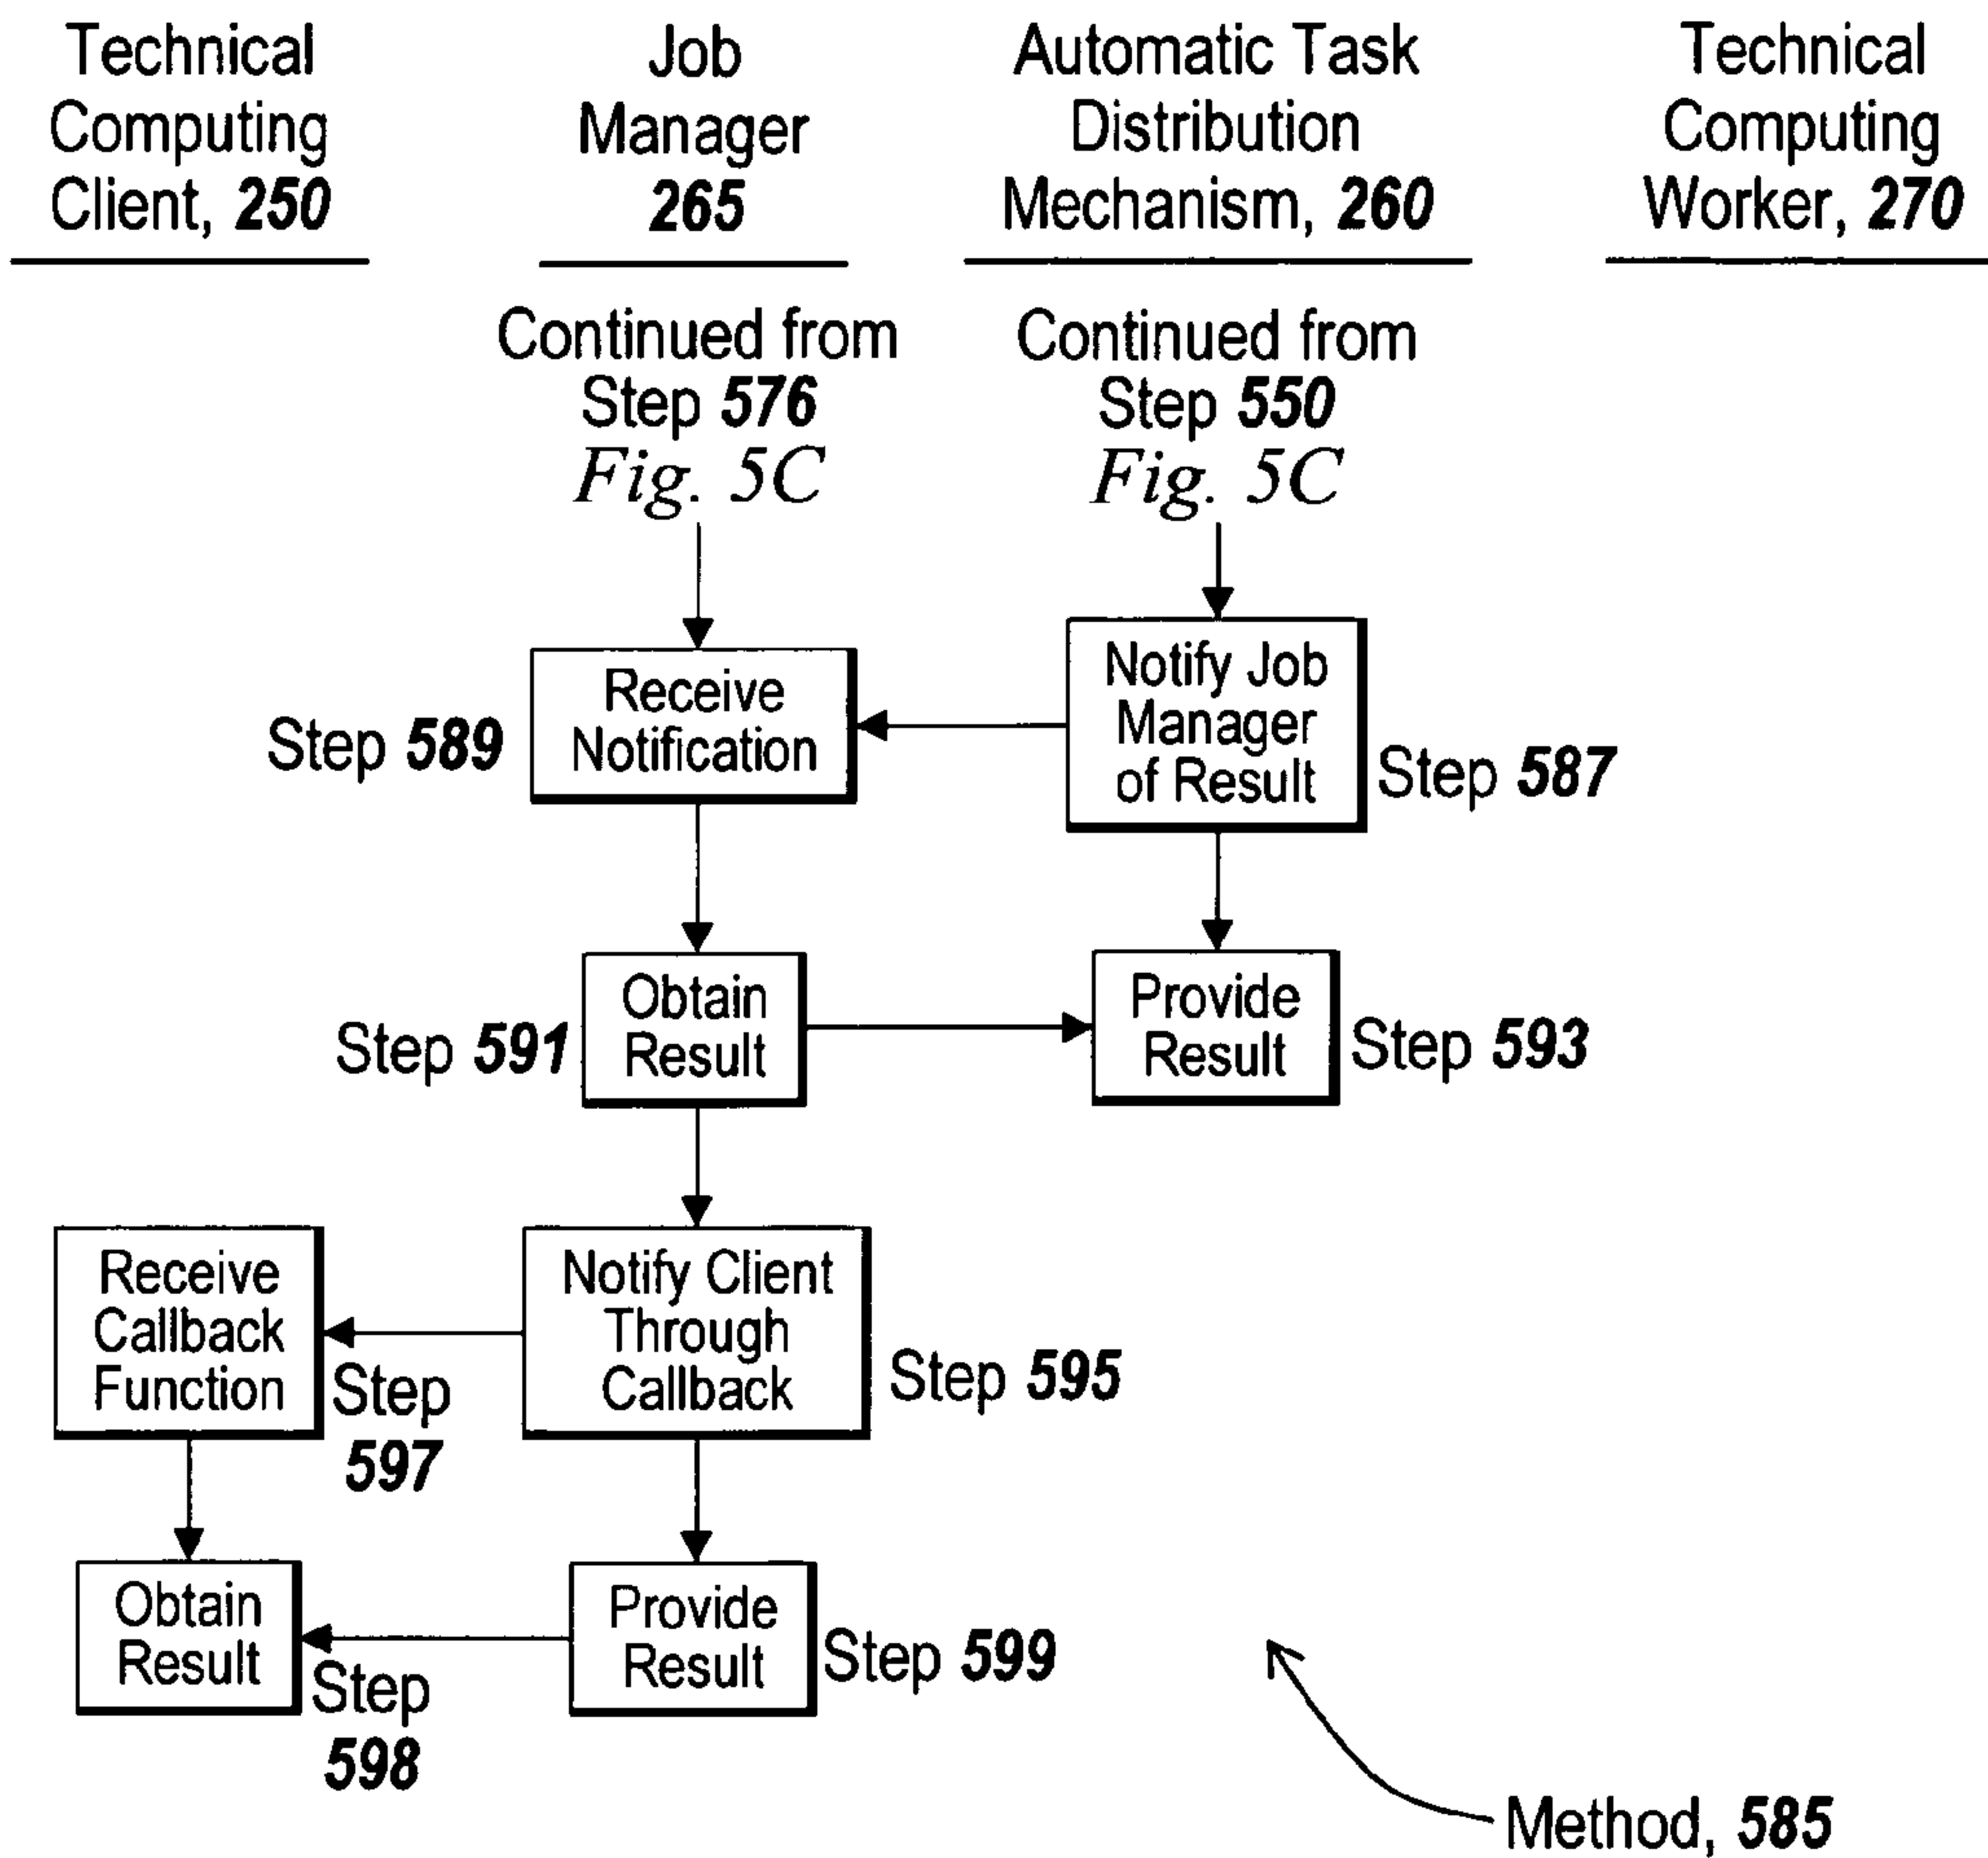 Technical
Computing
Client, 250
Job
Manager
265
Automatic Task
Distribution
Mechanism, 260
Technical
Computing
Worker, 270
Continued from
Step 576
Fig. 5C
Continued from
Step 550
Fig. 5C
Receive
Notification
Step 589
Notify Job
Manager
of Result
Step 587
Obtain
Result
Step 591
Provide
Result
Step 593
Receive
Callback
Function
Step
597
Notify Client
Through
Callback
Step 595
Obtain
Result
Step
598
Provide
Result
Step 599
Method, 585